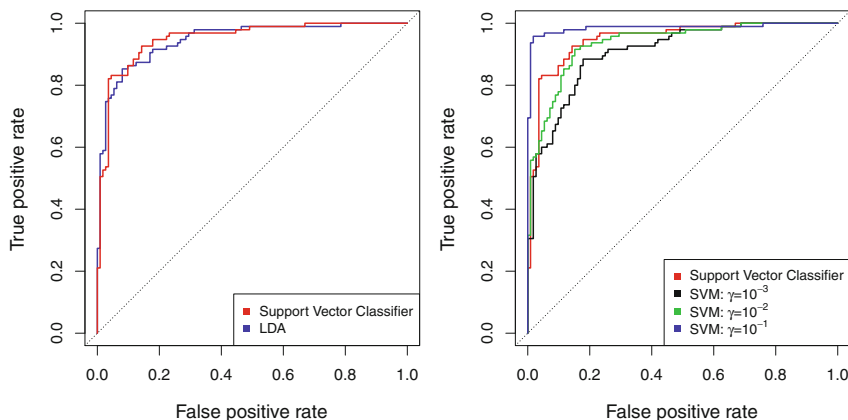 1.0
0.8
0.6
0.4
0.2
0.0
True positive rate
0.0 0.2 0.4 0.6 0.8 1.0
False positive rate
Support Vector Classifier
LDA
1.0
0.8
0.6
0.4
0.2
0.0
True positive rate
0.0 0.2 0.4 0.6 0.8 1.0
False positive rate
Support Vector Classifier
SVM: γ=10⁻³
SVM: γ=10⁻²
SVM: γ=10⁻¹